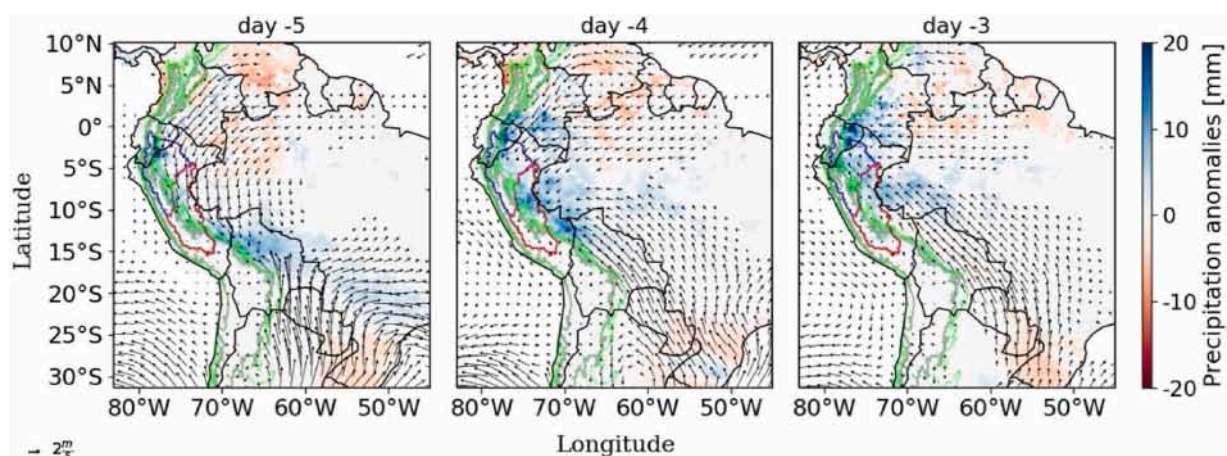 day -5 day -4 day -3
10°N
5°N
0°
5°S
10°S
15°S
20°S
25°S
30°S
Latitude
80°W 70°W 60°W 50°W 80°W 70°W 60°W 50°W 80°W 70°W 60°W 50°W
Longitude
20
10
0
-10
-20
Precipitation anomalies [mm]
2 m/s